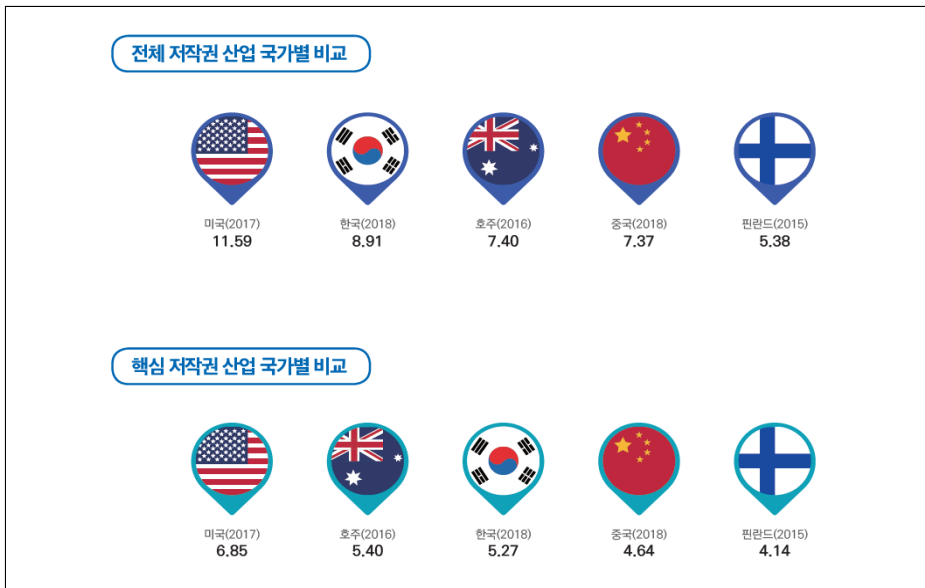 전체 저작권 산업 국가별 비교
미국(2017) 한국(2018) 호주(2016) 중국(2018) 핀란드(2015)
11.59 8.91 7.40 7.37 5.38
핵심 저작권 산업 국가별 비교
미국(2017) 호주(2016) 한국(2018) 중국(2018) 핀란드(2015)
6.85 5.40 5.27 4.64 4.14